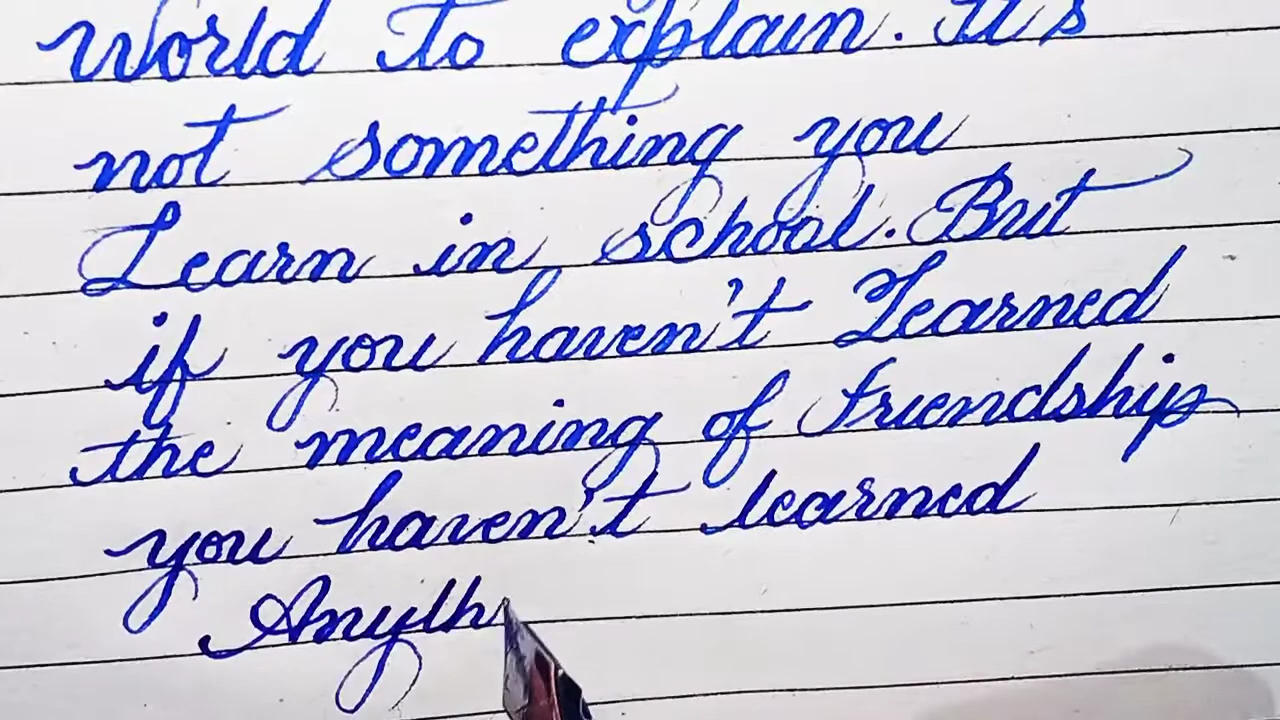 world to explain. It's
not something you
Learn in school. But
if you haven't Learned
the meaning of friendship
you haven't learned
Anyth